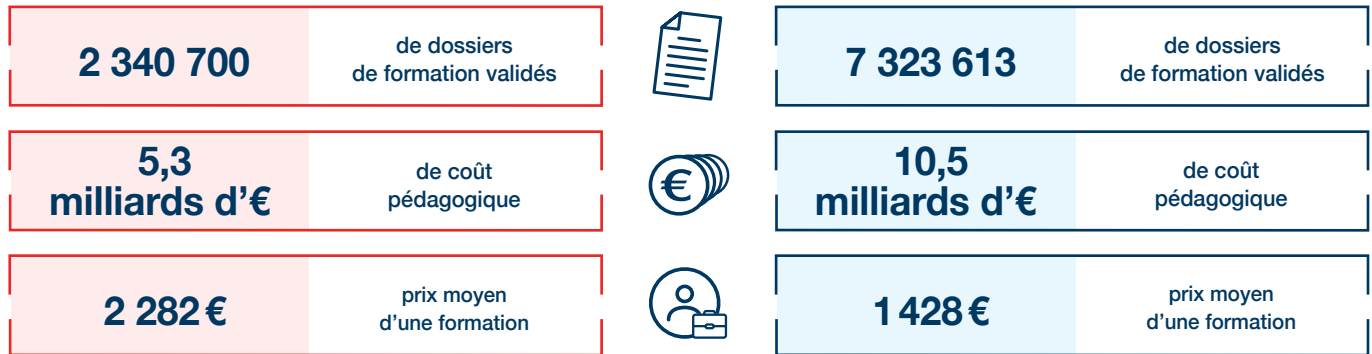 2 340 700
de dossiers
de formation validés
7 323 613
de dossiers
de formation validés
5,3
milliards d’€
de coût
pédagogique
€
10,5
milliards d’€
de coût
pédagogique
2 282 €
prix moyen
d’une formation
1 428 €
prix moyen
d’une formation